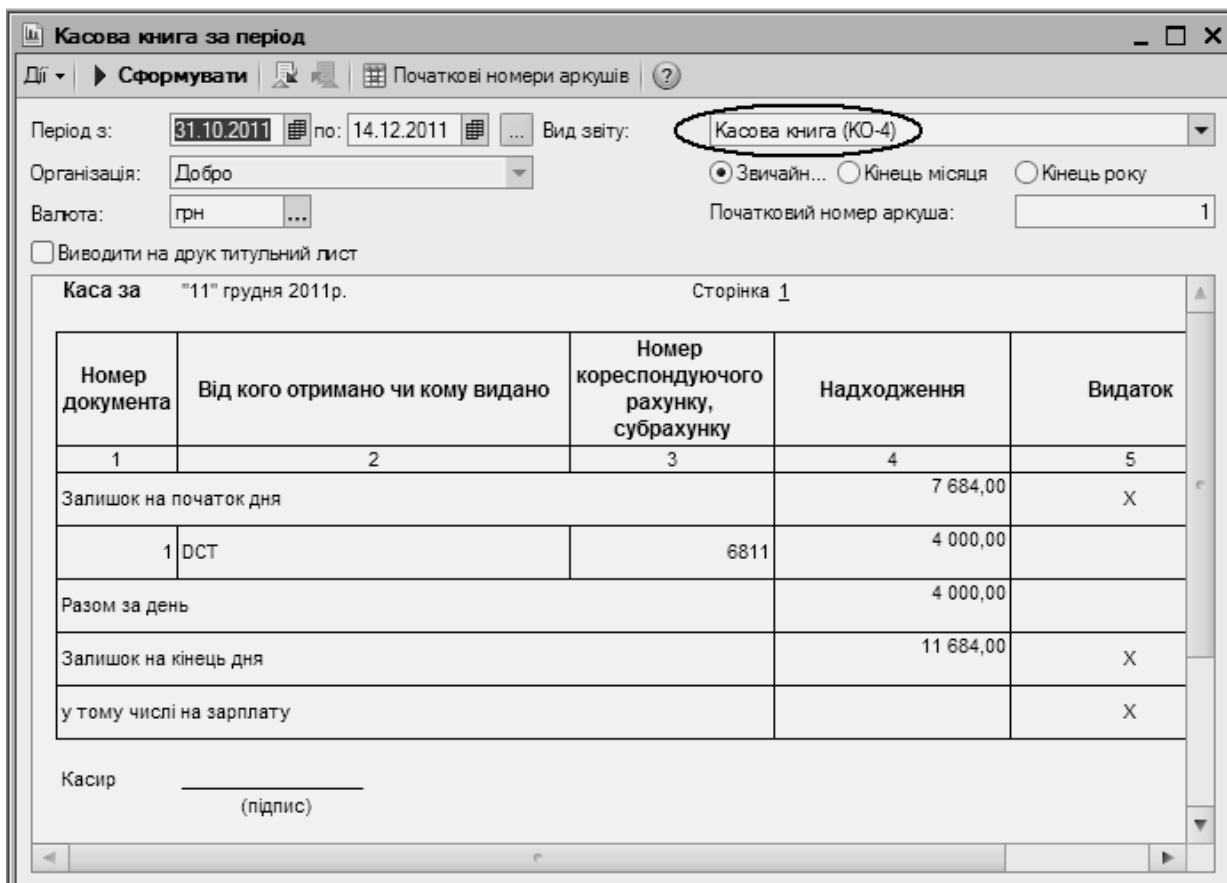 Касова книга за період
Дії Сформувати Початкові номери аркушів ?
Період з: 31.10.2011 по: 14.12.2011 ... Вид звіту: Касова книга (КО-4)
Організація: Добро Звичайн... Кінець місяця Кінець року
Валюта: грн ... Початковий номер аркуша: 1
Виводити на друк титульний лист
Каса за "11" грудня 2011р. Сторінка 1
Номер документа Від кого отримано чи кому видано Номер кореспондуючого рахунку, субрахунку Надходження Видаток
1 2 3 4 5
Залишок на початок дня 7 684,00 X
1 DCT 6811 4 000,00
Разом за день 4 000,00
Залишок на кінець дня 11 684,00 X
у тому числі на зарплату X
Касир
(підпис)